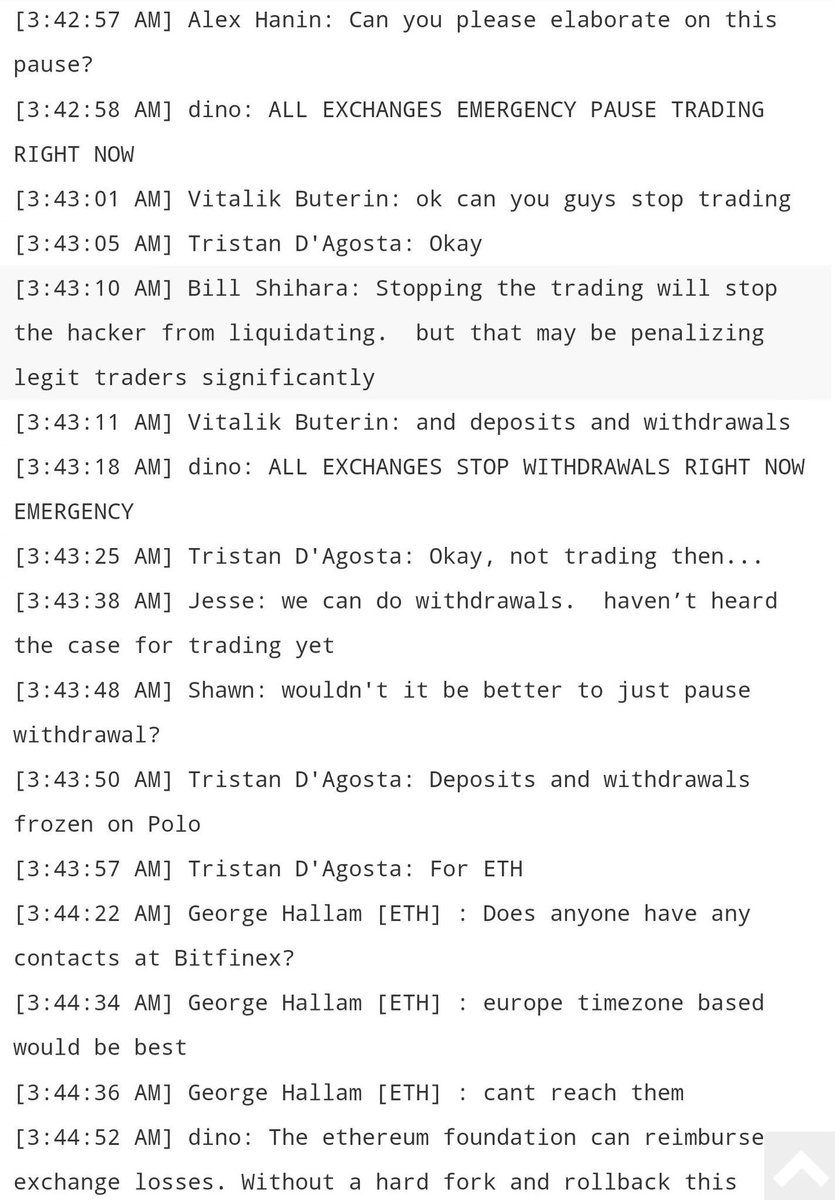 [3:42:57 AM] Alex Hanin: Can you please elaborate on this
pause?
[3:42:58 AM] dino: ALL EXCHANGES EMERGENCY PAUSE TRADING
RIGHT NOW
[3:43:01 AM] Vitalik Buterin: ok can you guys stop trading
[3:43:05 AM] Tristan D'Agosta: Okay
[3:43:10 AM] Bill Shihara: Stopping the trading will stop
the hacker from liquidating.  but that may be penalizing
legit traders significantly
[3:43:11 AM] Vitalik Buterin: and deposits and withdrawals
[3:43:18 AM] dino: ALL EXCHANGES STOP WITHDRAWALS RIGHT NOW
EMERGENCY
[3:43:25 AM] Tristan D'Agosta: Okay, not trading then...
[3:43:38 AM] Jesse: we can do withdrawals.  haven’t heard
the case for trading yet
[3:43:48 AM] Shawn: wouldn't it be better to just pause
withdrawal?
[3:43:50 AM] Tristan D'Agosta: Deposits and withdrawals
frozen on Polo
[3:43:57 AM] Tristan D'Agosta: For ETH
[3:44:22 AM] George Hallam [ETH] : Does anyone have any
contacts at Bitfinex?
[3:44:34 AM] George Hallam [ETH] : europe timezone based
would be best
[3:44:36 AM] George Hallam [ETH] : cant reach them
[3:44:52 AM] dino: The ethereum foundation can reimburse
exchange losses. Without a hard fork and rollback this